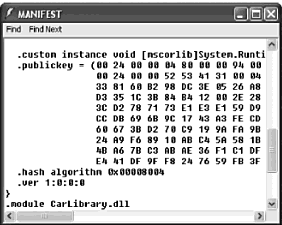 MANIFEST
Find Find Next
.custom instance void [mscorlib]System.Runti
.publickey = (00 24 00 00 04 80 00 00 94 00
00 24 00 00 52 53 41 31 00 04
33 81 60 B2 98 DC 3E 05 26 A8
D3 35 1C 3B 84 B4 12 00 2E 28
3C D2 78 71 73 E1 E3 E1 59 D9
CC DB 69 6B 9C 17 43 A3 FE CD
60 67 3B D2 70 C9 19 9A FA 9B
24 A9 F6 89 10 AB C4 5A 58 1B
4B A6 7B C3 AB AE 36 F1 C1 DF
E4 41 DF 9F F8 24 76 59 FB 3F
.hash algorithm 0x00008004
.ver 1:0:0:0
}
.module CarLibrary.dll